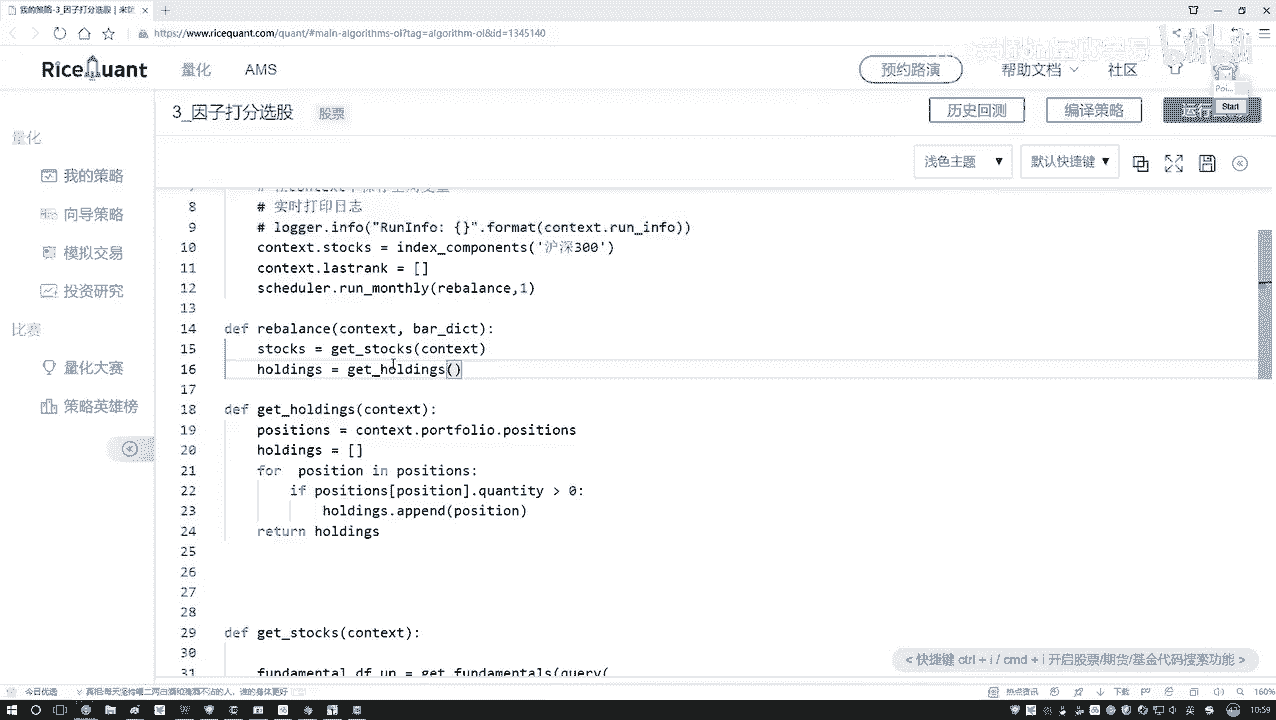 我的策略-3_因子打分选股 | 米筐
https://www.ricequant.com/quant/#main-algorithms-ol?tag=algorithm-ol&id=1345140
RiceQuant 量化 AMS 预约路演 帮助文档 社区
3_因子打分选股 股票 历史回测 编译策略
Start
浅色主题 默认快捷键
量化
我的策略
向导策略
模拟交易
投资研究
比赛
量化大赛
策略英雄榜
8 # 实时打印日志
9 # logger.info("RunInfo: {}".format(context.run_info))
10 context.stocks = index_components('沪深300')
11 context.lastrank = []
12 scheduler.run_monthly(rebalance,1)
13
14 def rebalance(context, bar_dict):
15 stocks = get_stocks(context)
16 holdings = get_holdings()
17
18 def get_holdings(context):
19 positions = context.portfolio.positions
20 holdings = []
21 for  position in positions:
22 if positions[position].quantity > 0:
23 holdings.append(position)
24 return holdings
25
26
27
28
29 def get_stocks(context):
30
31 fundamental_df_up = get_fundamentals(query(
< 快捷键 ctrl + i / cmd + i 开启股票/期货/基金代码搜索功能 >
今日优选 热点资讯 下载 160%
10:59